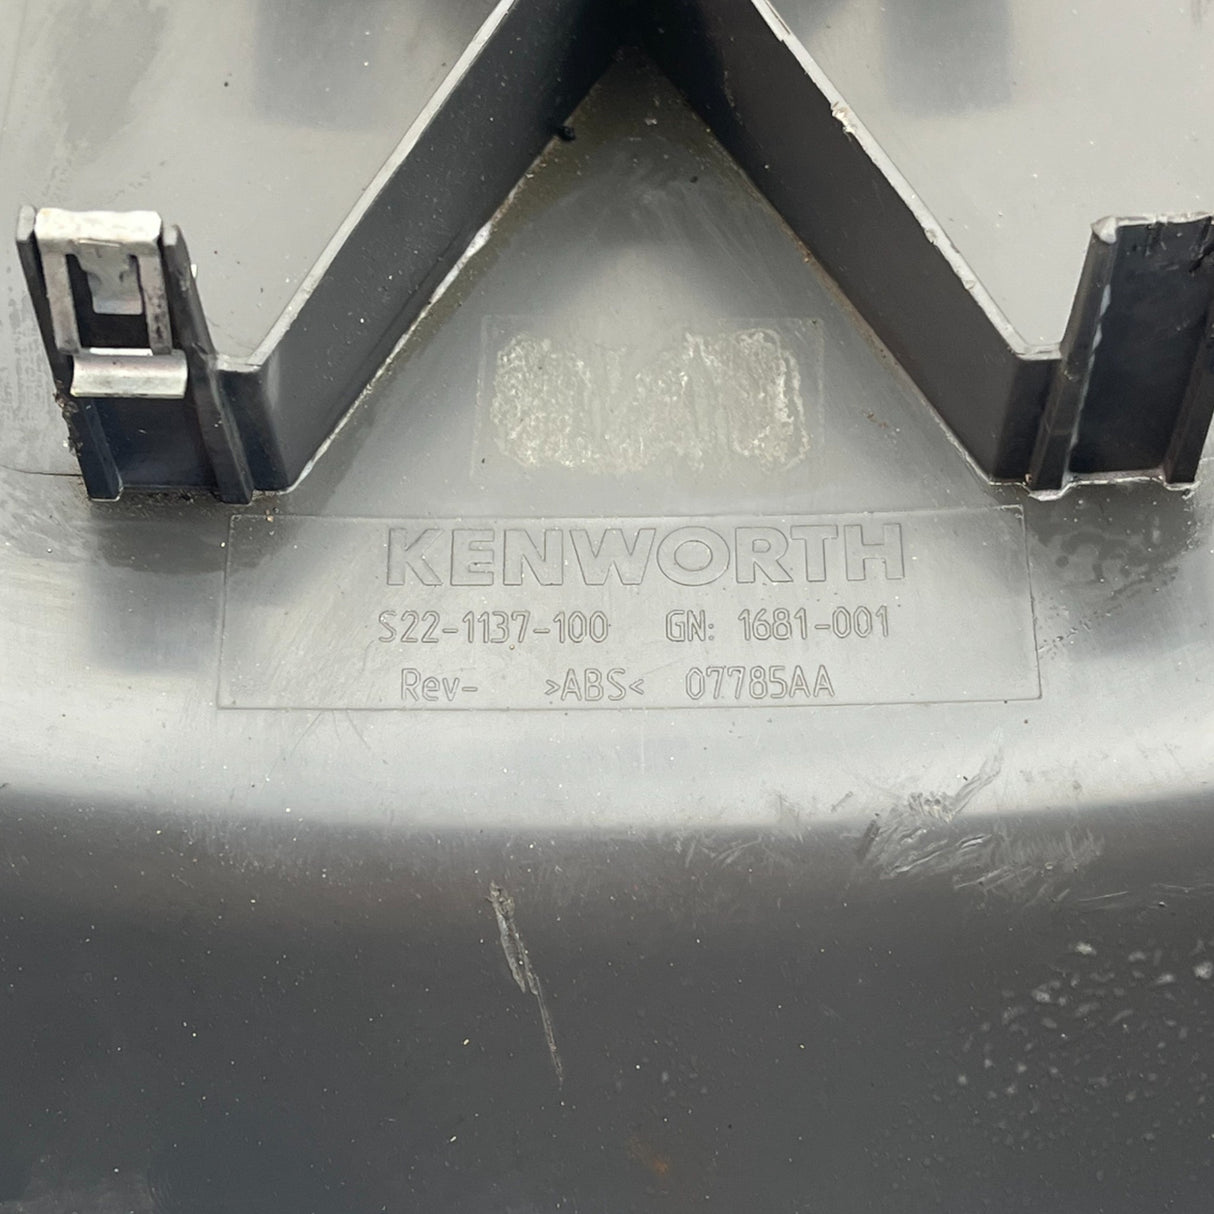 KENWORTH
S22-1137-100 GN: 1681-001
Rev- >ABS< 07785AA